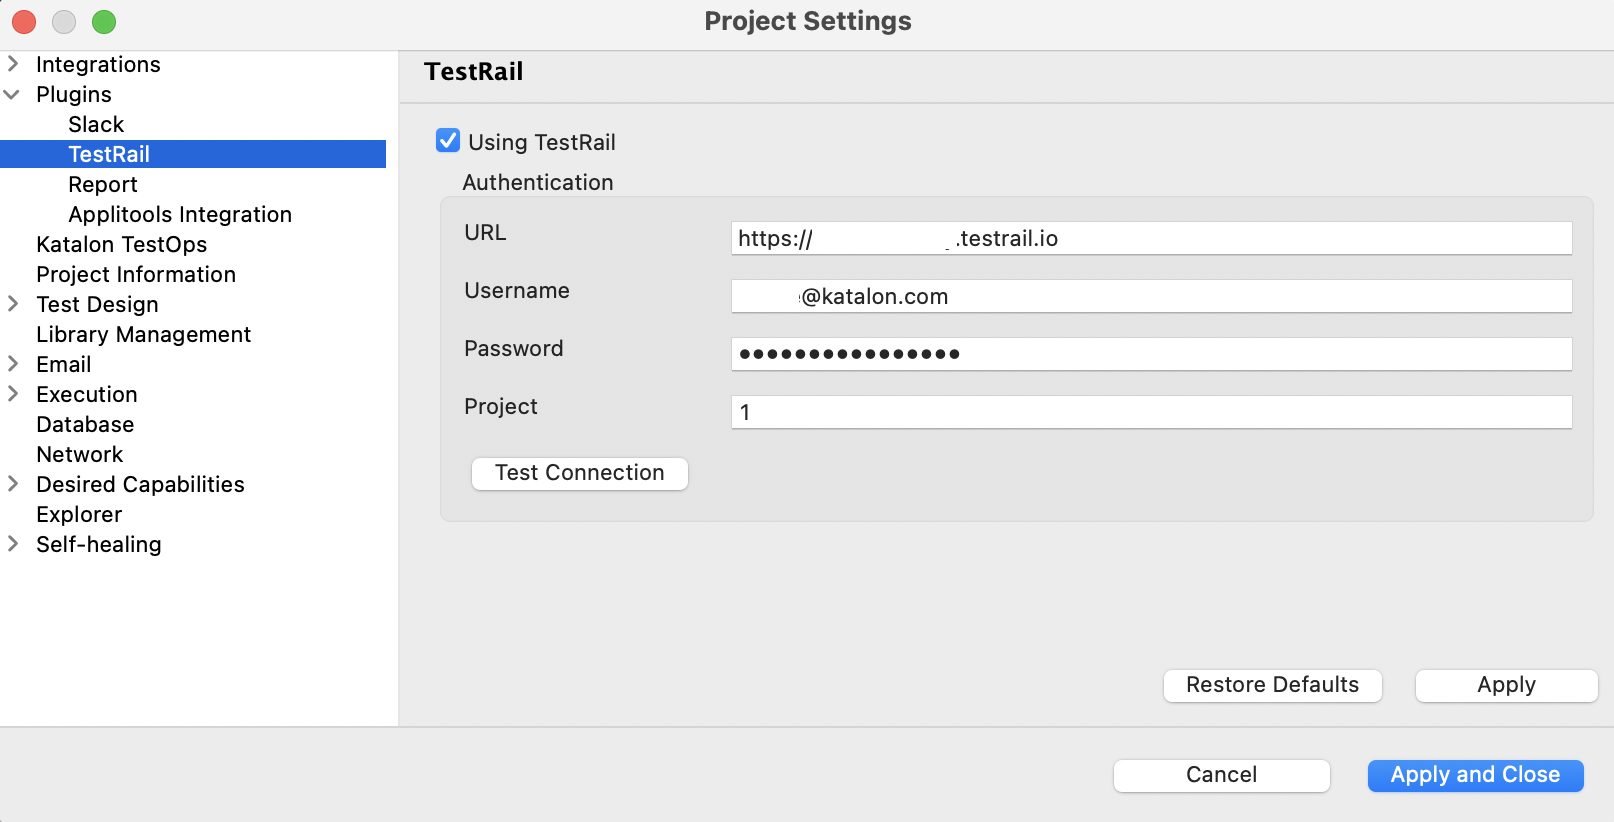 Project Settings
Integrations
Plugins
Slack
TestRail
Report
Applitools Integration
Katalon TestOps
Project Information
Test Design
Library Management
Email
Execution
Database
Network
Desired Capabilities
Explorer
Self-healing
TestRail
Using TestRail
Authentication
URL
https:// .testrail.io
Username
@katalon.com
Password
••••••••••••••••
Project
1
Test Connection
Restore Defaults
Apply
Cancel
Apply and Close